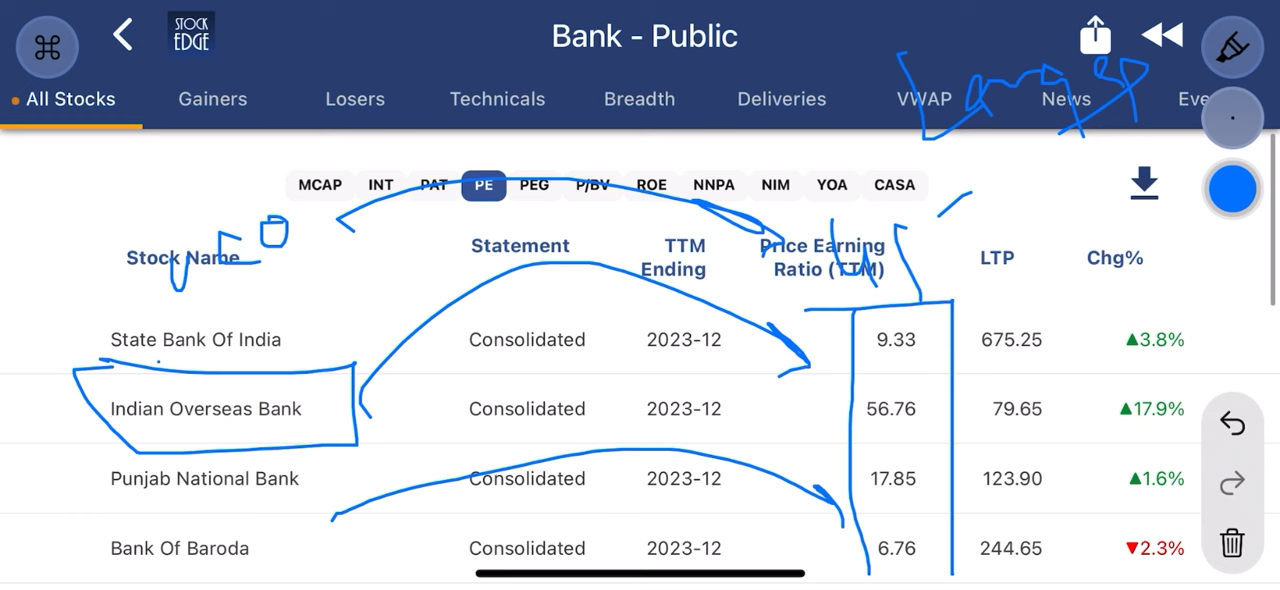 STOCK EDGE
Bank - Public
All Stocks Gainers Losers Technicals Breadth Deliveries VWAP News Eve
MCAP INT PAT PE PEG P/BV ROE NNPA NIM YOA CASA
UCO
Stock Name Statement TTM Ending Price Earning Ratio (TTM) LTP Chg%
State Bank Of India Consolidated 2023-12 9.33 675.25 ▲3.8%
Indian Overseas Bank Consolidated 2023-12 56.76 79.65 ▲17.9%
Punjab National Bank Consolidated 2023-12 17.85 123.90 ▲1.6%
Bank Of Baroda Consolidated 2023-12 6.76 244.65 ▼2.3%